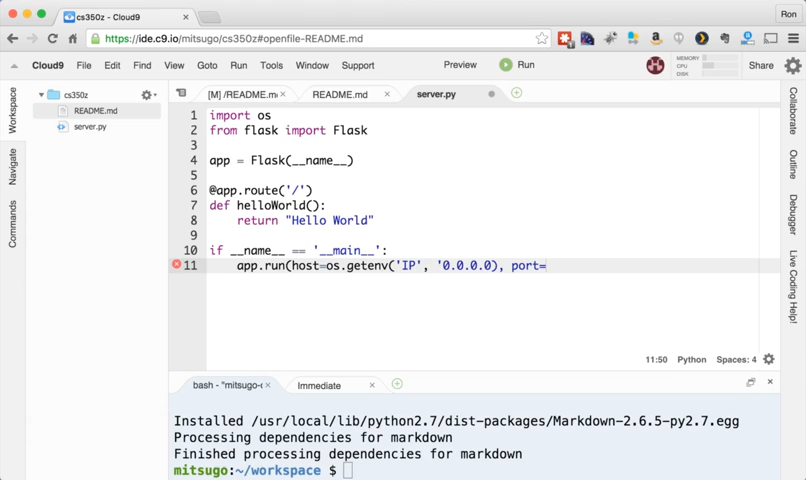 cs350z - Cloud9
Ron
https://ide.c9.io/mitsugo/cs350z#openfile-README.md
Cloud9 File Edit Find View Goto Run Tools Window Support Preview Run MEMORY CPU DISK Share
Workspace
Navigate
Commands
cs350z
README.md
server.py
[M] /README.m
README.md
server.py
1 import os
2 from flask import Flask
3
4 app = Flask(__name__)
5
6 @app.route('/')
7 def helloWorld():
8 return "Hello World"
9
10 if __name__ == '__main__':
11 app.run(host=os.getenv('IP', '0.0.0.0), port=
11:50 Python Spaces: 4
Collaborate
Outline
Debugger
Live Coding Help!
bash - "mitsugo-c
Immediate
Installed /usr/local/lib/python2.7/dist-packages/Markdown-2.6.5-py2.7.egg
Processing dependencies for markdown
Finished processing dependencies for markdown
mitsugo:~/workspace $